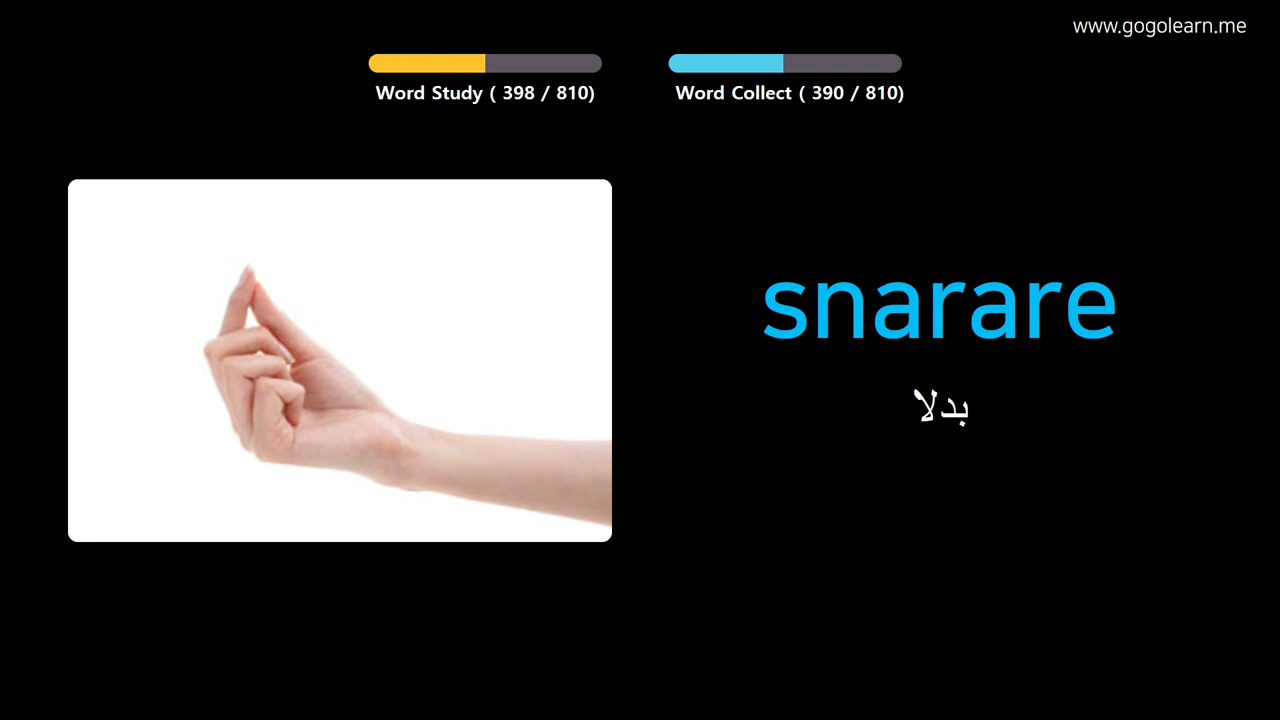 www.gogolearn.me
Word Study ( 398 / 810)
Word Collect ( 390 / 810)
snarare
بدلا